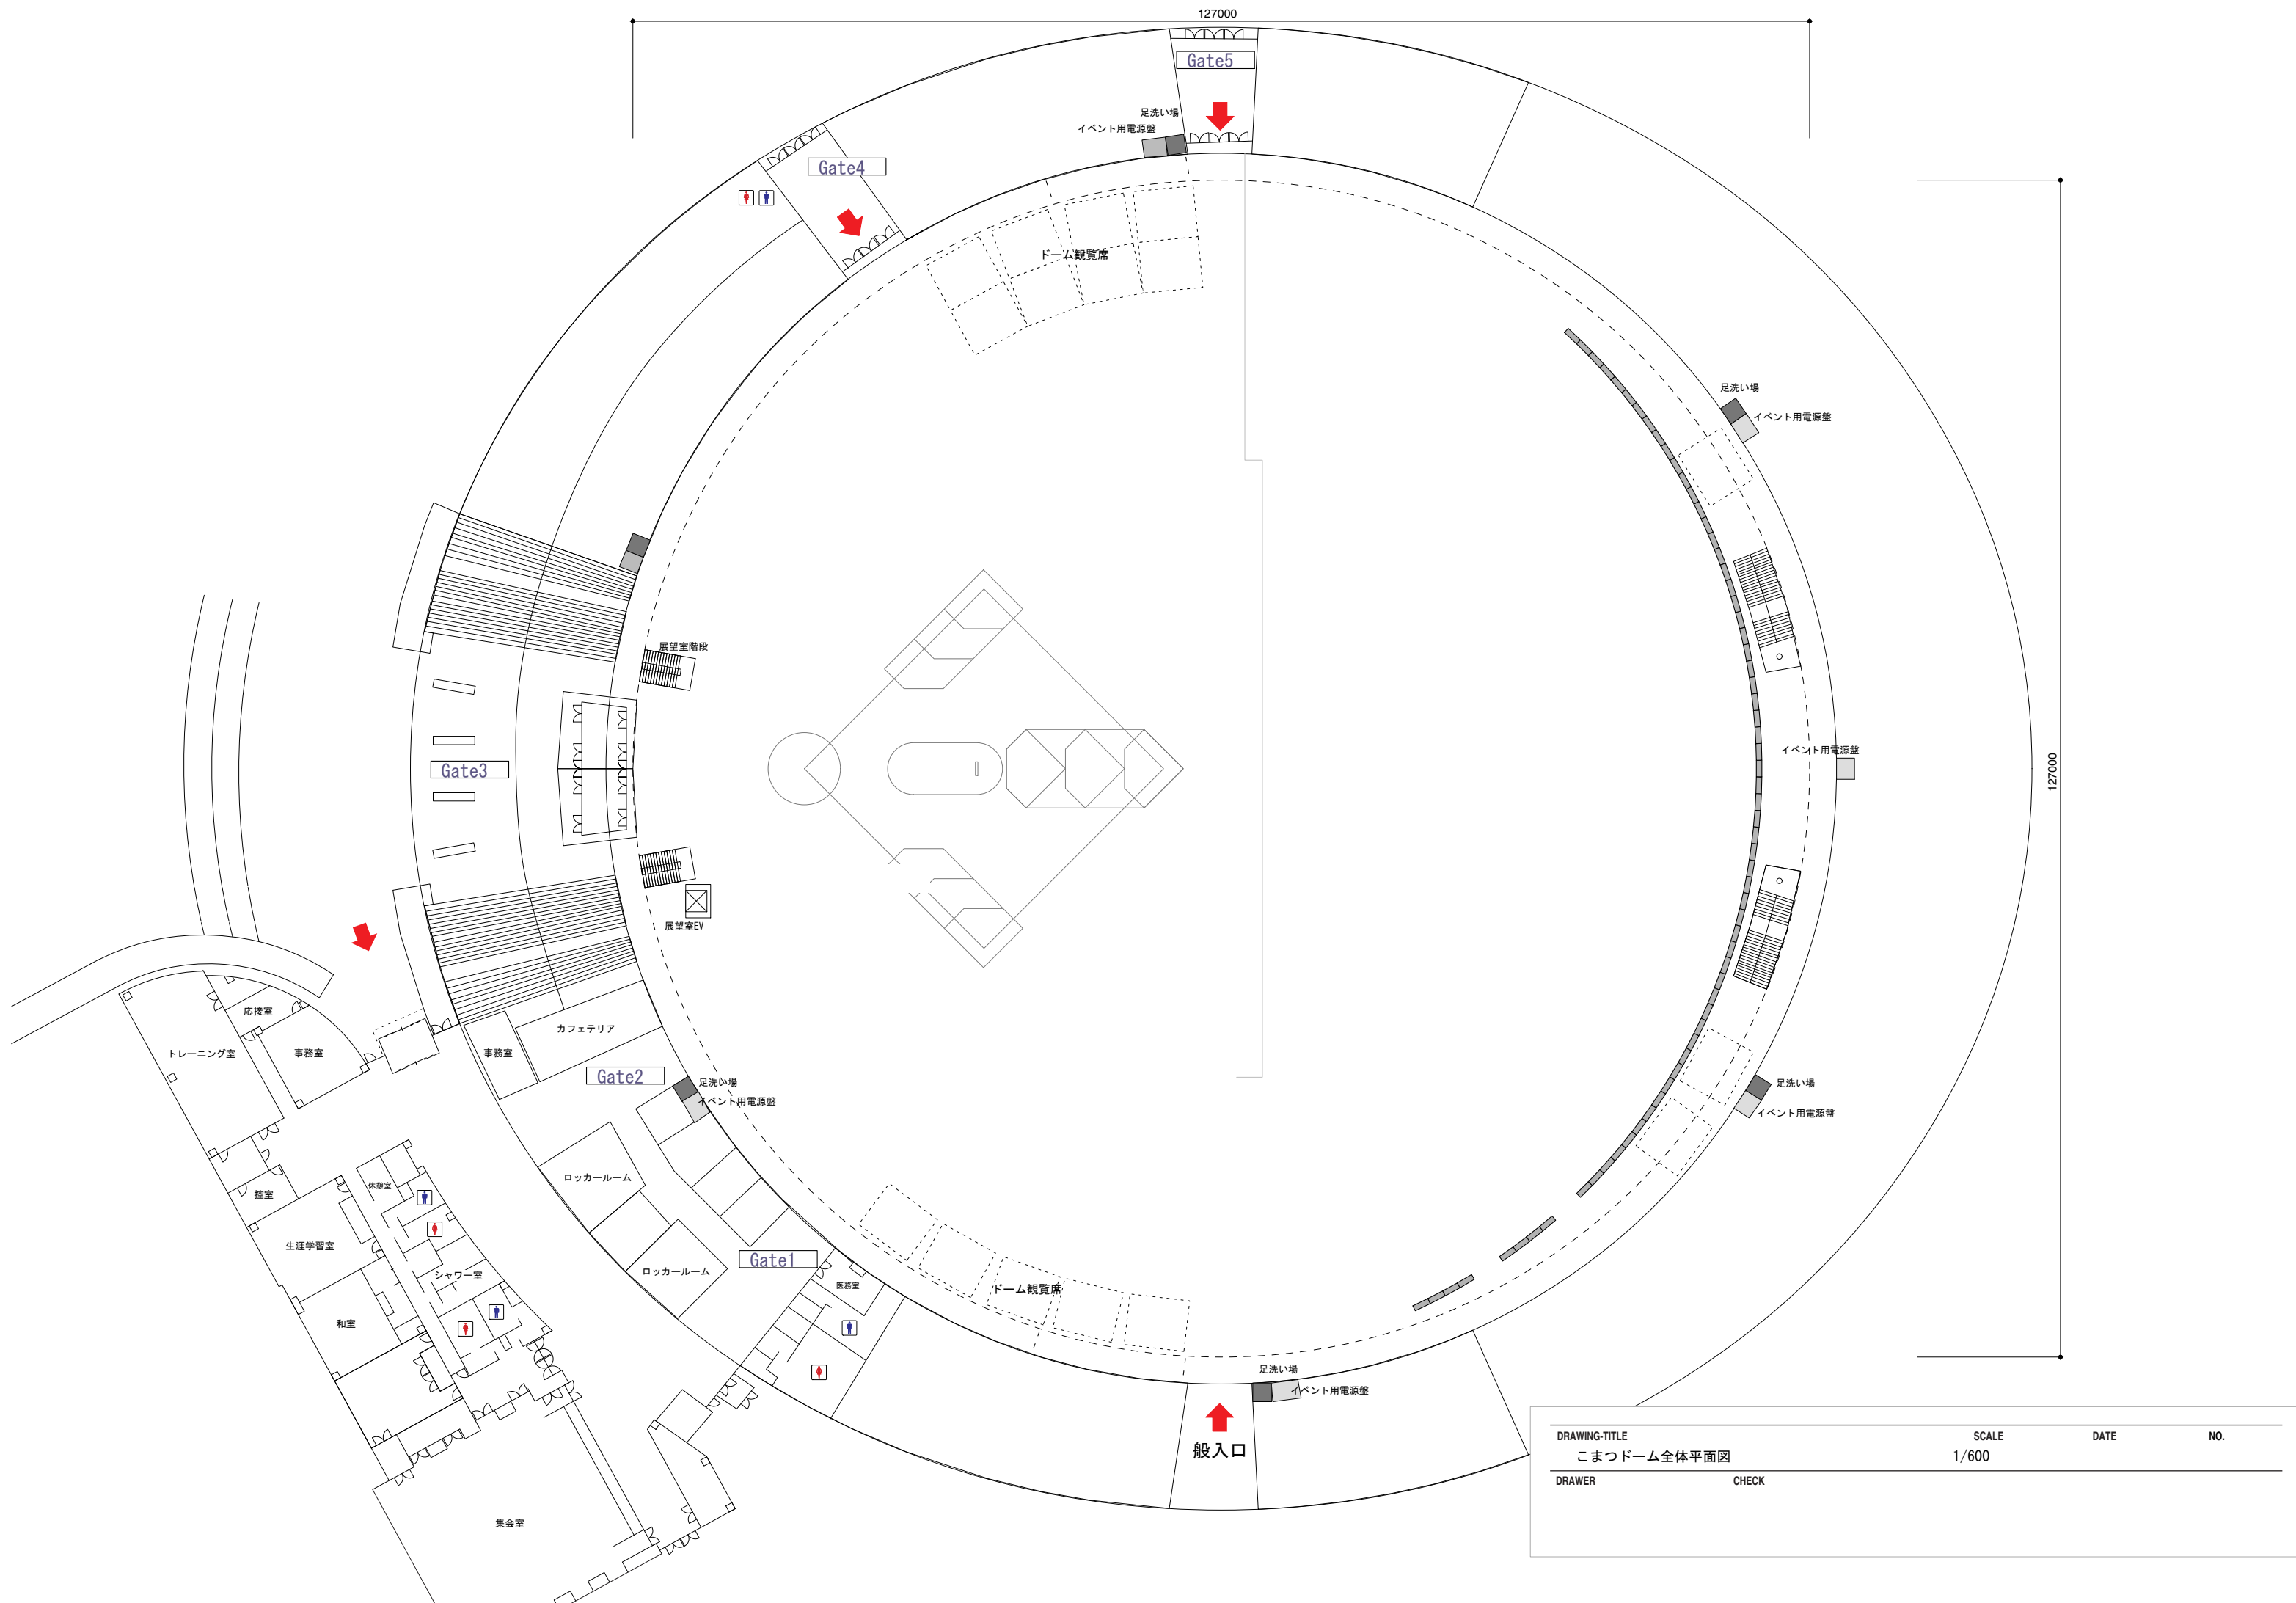 127000
Gate5
足洗い場
イベント用電源盤
Gate4
ドーム観覧席
足洗い場
イベント用電源盤
展望室階段
イベント用電源盤
127000
Gate3
展望室EV
応接室
トレーニング室
事務室
カフェテリア
事務室
Gate2
足洗い場
イベント用電源盤
足洗い場
イベント用電源盤
ロッカールーム
休憩室
控室
生涯学習室
シャワー室
ロッカールーム
Gate1
医務室
ドーム観覧席
和室
足洗い場
イベント用電源盤
般入口
集会室
DRAWING-TITLE SCALE DATE NO.
こまつドーム全体平面図 1/600
DRAWER CHECK